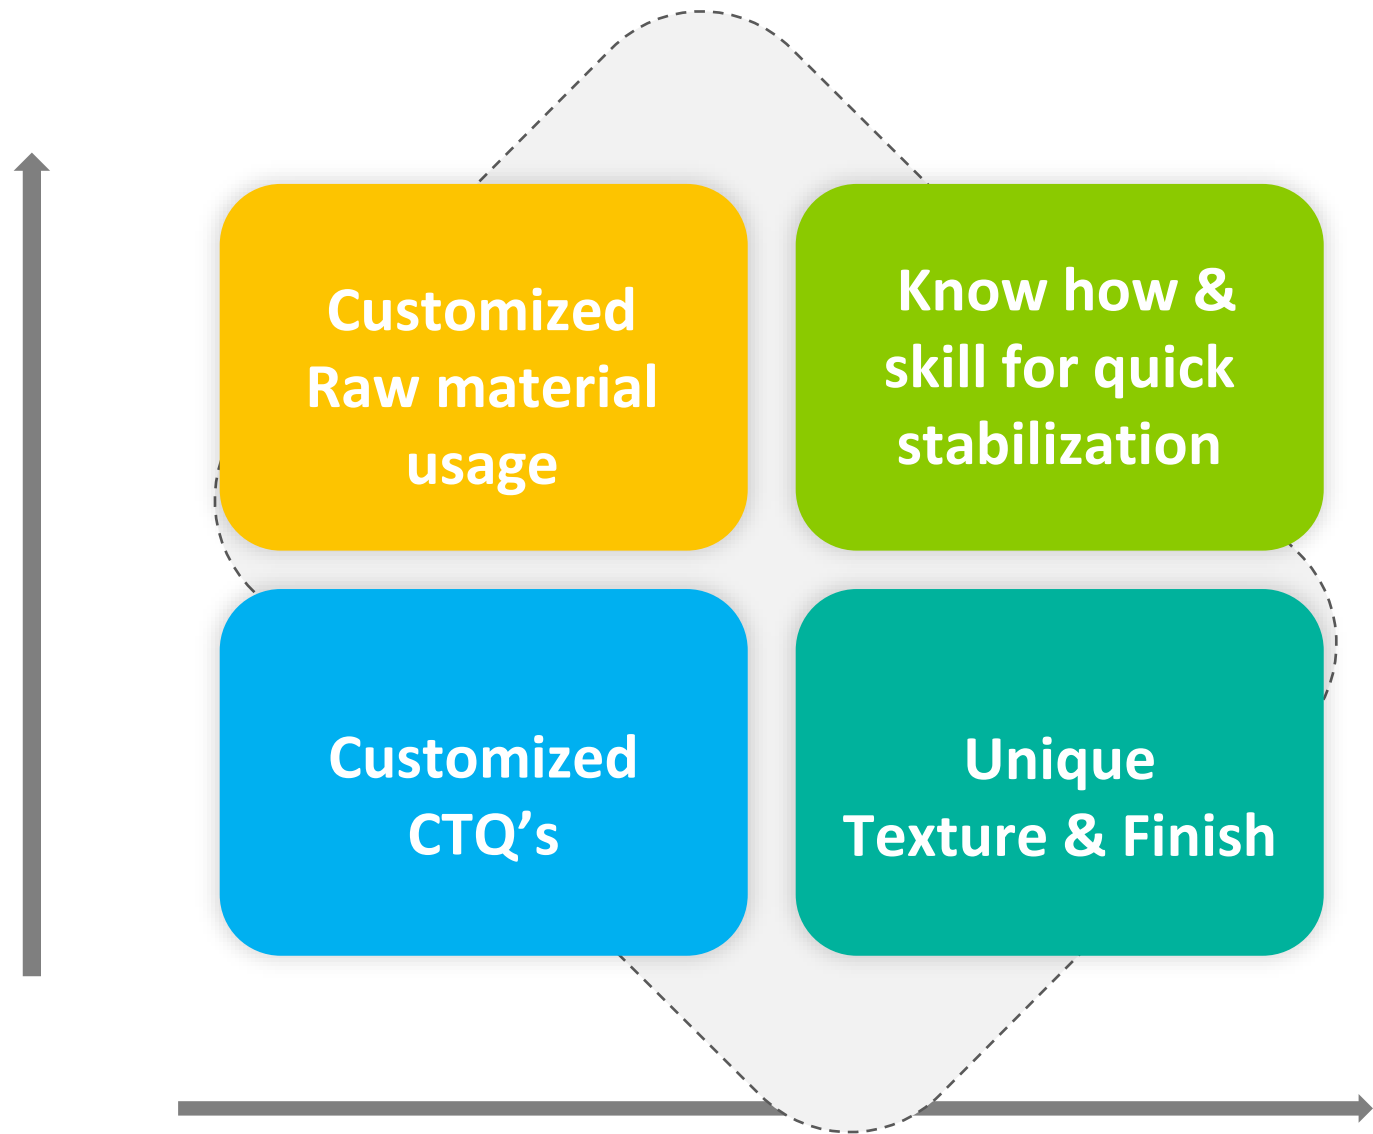 Customized
Raw material
usage
Know how &
skill for quick
stabilization
Customized
CTQ’s
Unique
Texture & Finish